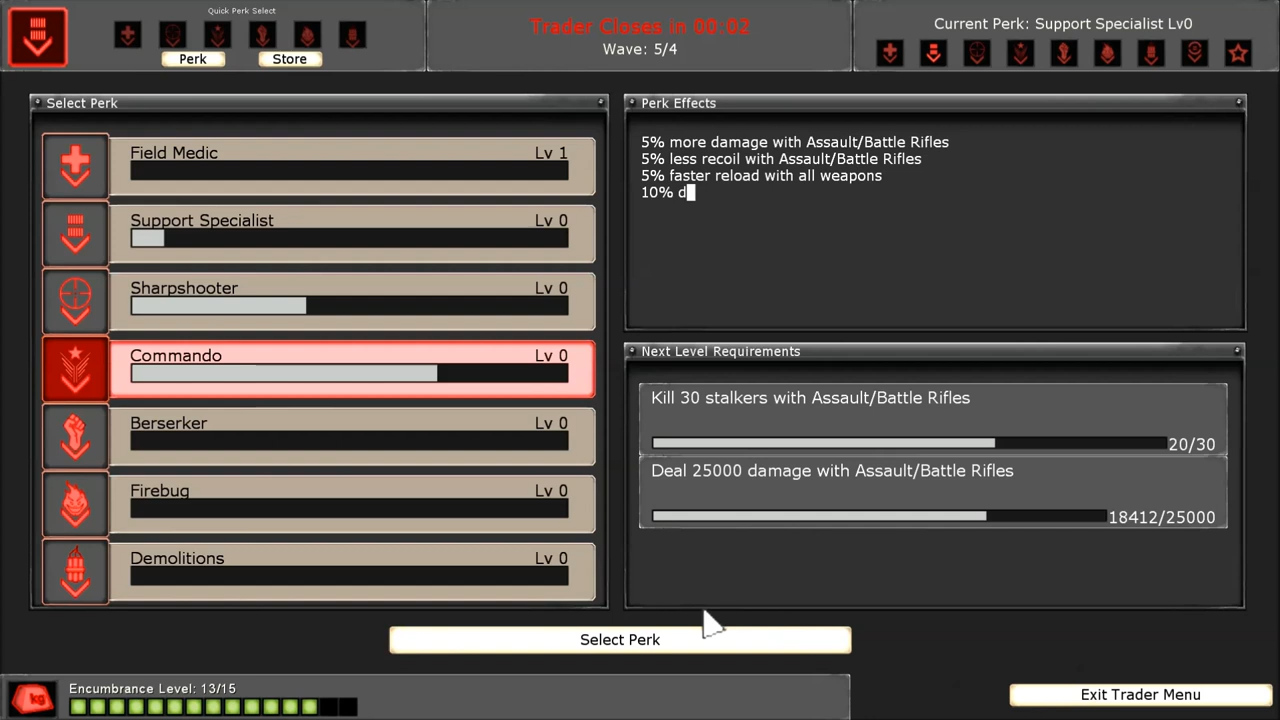 Quick Perk Select
Perk
Store
Trader Closes in 00:02
Wave: 5/4
Current Perk: Support Specialist Lv0
Select Perk
Field Medic Lv 1
Support Specialist Lv 0
Sharpshooter Lv 0
Commando Lv 0
Berserker Lv 0
Firebug Lv 0
Demolitions Lv 0
Perk Effects
5% more damage with Assault/Battle Rifles
5% less recoil with Assault/Battle Rifles
5% faster reload with all weapons
10% d
Next Level Requirements
Kill 30 stalkers with Assault/Battle Rifles
20/30
Deal 25000 damage with Assault/Battle Rifles
18412/25000
Select Perk
kg
Encumbrance Level: 13/15
Exit Trader Menu